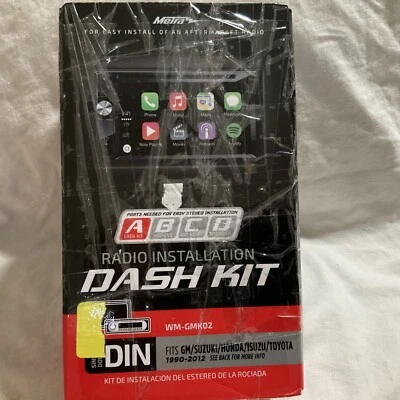 Metra
FOR EASY INSTALL OF AN AFTERMARKET RADIO
Phone Music Maps Messages
Now Playing Movies Podcasts Spotify
PARTS NEEDED FOR EASY STEREO INSTALLATION
A B C D
DASH KIT
RADIO INSTALLATION
DASH KIT
WM-GMK02
DIN
FITS GM/SUZUKI/HONDA/ISUZU/TOYOTA
1990-2012 SEE BACK FOR MORE INFO
KIT DE INSTALACION DEL ESTEREO DE LA ROCIADA